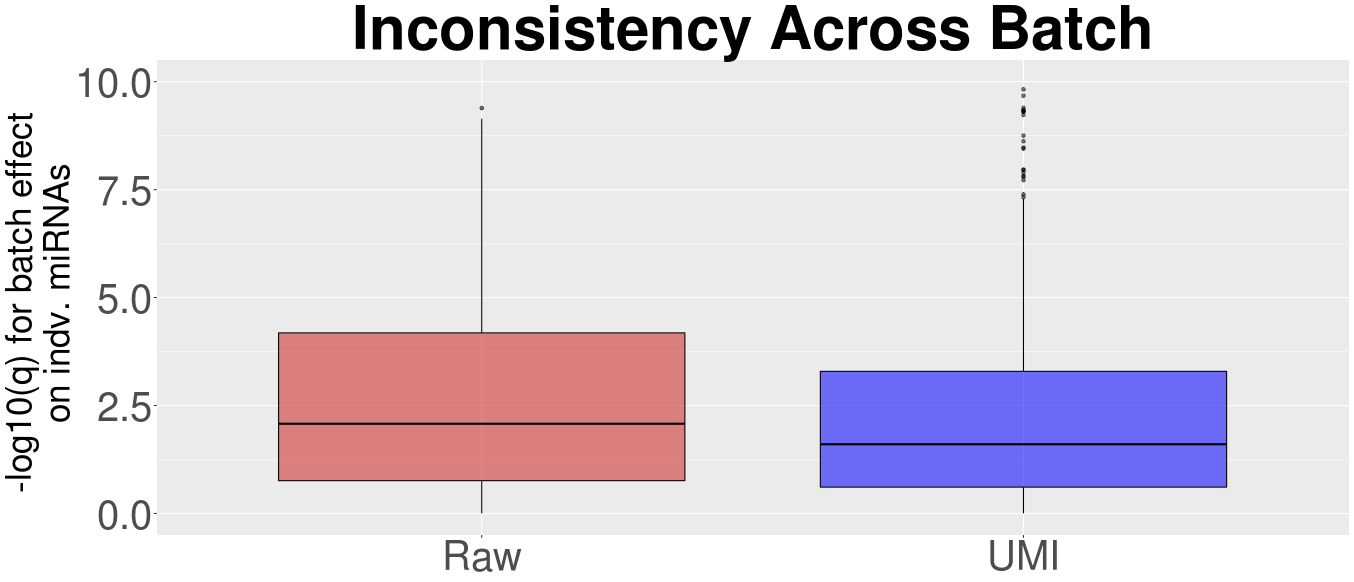 Inconsistency Across Batch
-log10(q) for batch effect
on indv. miRNAs
10.0
7.5
5.0
2.5
0.0
Raw
UMI